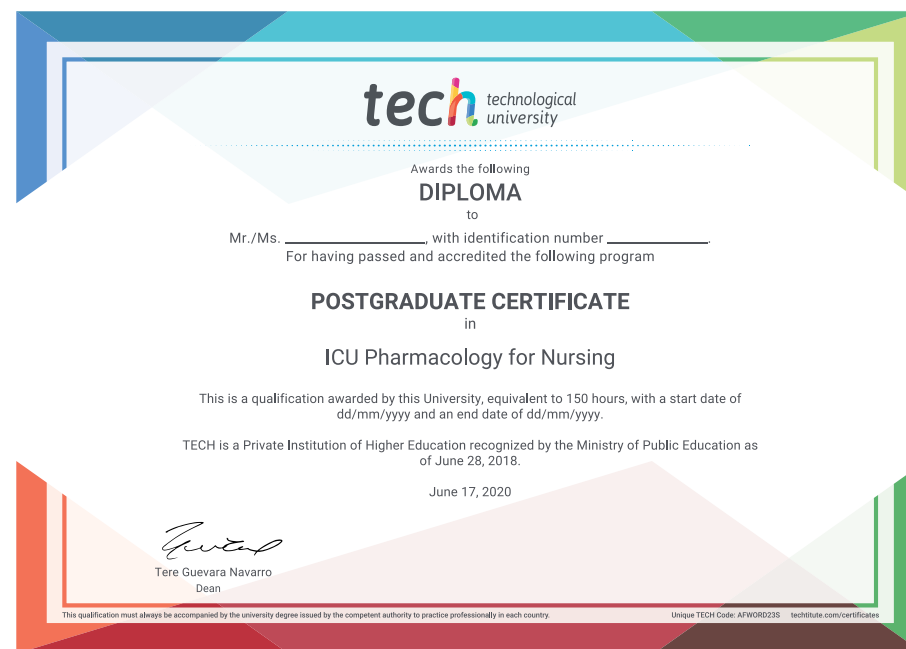 tech technological
university
Awards the following
DIPLOMA
to
Mr./Ms. ____________________, with identification number ______________.
For having passed and accredited the following program
POSTGRADUATE CERTIFICATE
in
ICU Pharmacology for Nursing
This is a qualification awarded by this University, equivalent to 150 hours, with a start date of
dd/mm/yyyy and an end date of dd/mm/yyyy.
TECH is a Private Institution of Higher Education recognized by the Ministry of Public Education as
of June 28, 2018.
June 17, 2020
Tere Guevara Navarro
Dean
This qualification must always be accompanied by the university degree issued by the competent authority to practice professionally in each country. Unique TECH Code: AFWORD23S techtitute.com/certificates